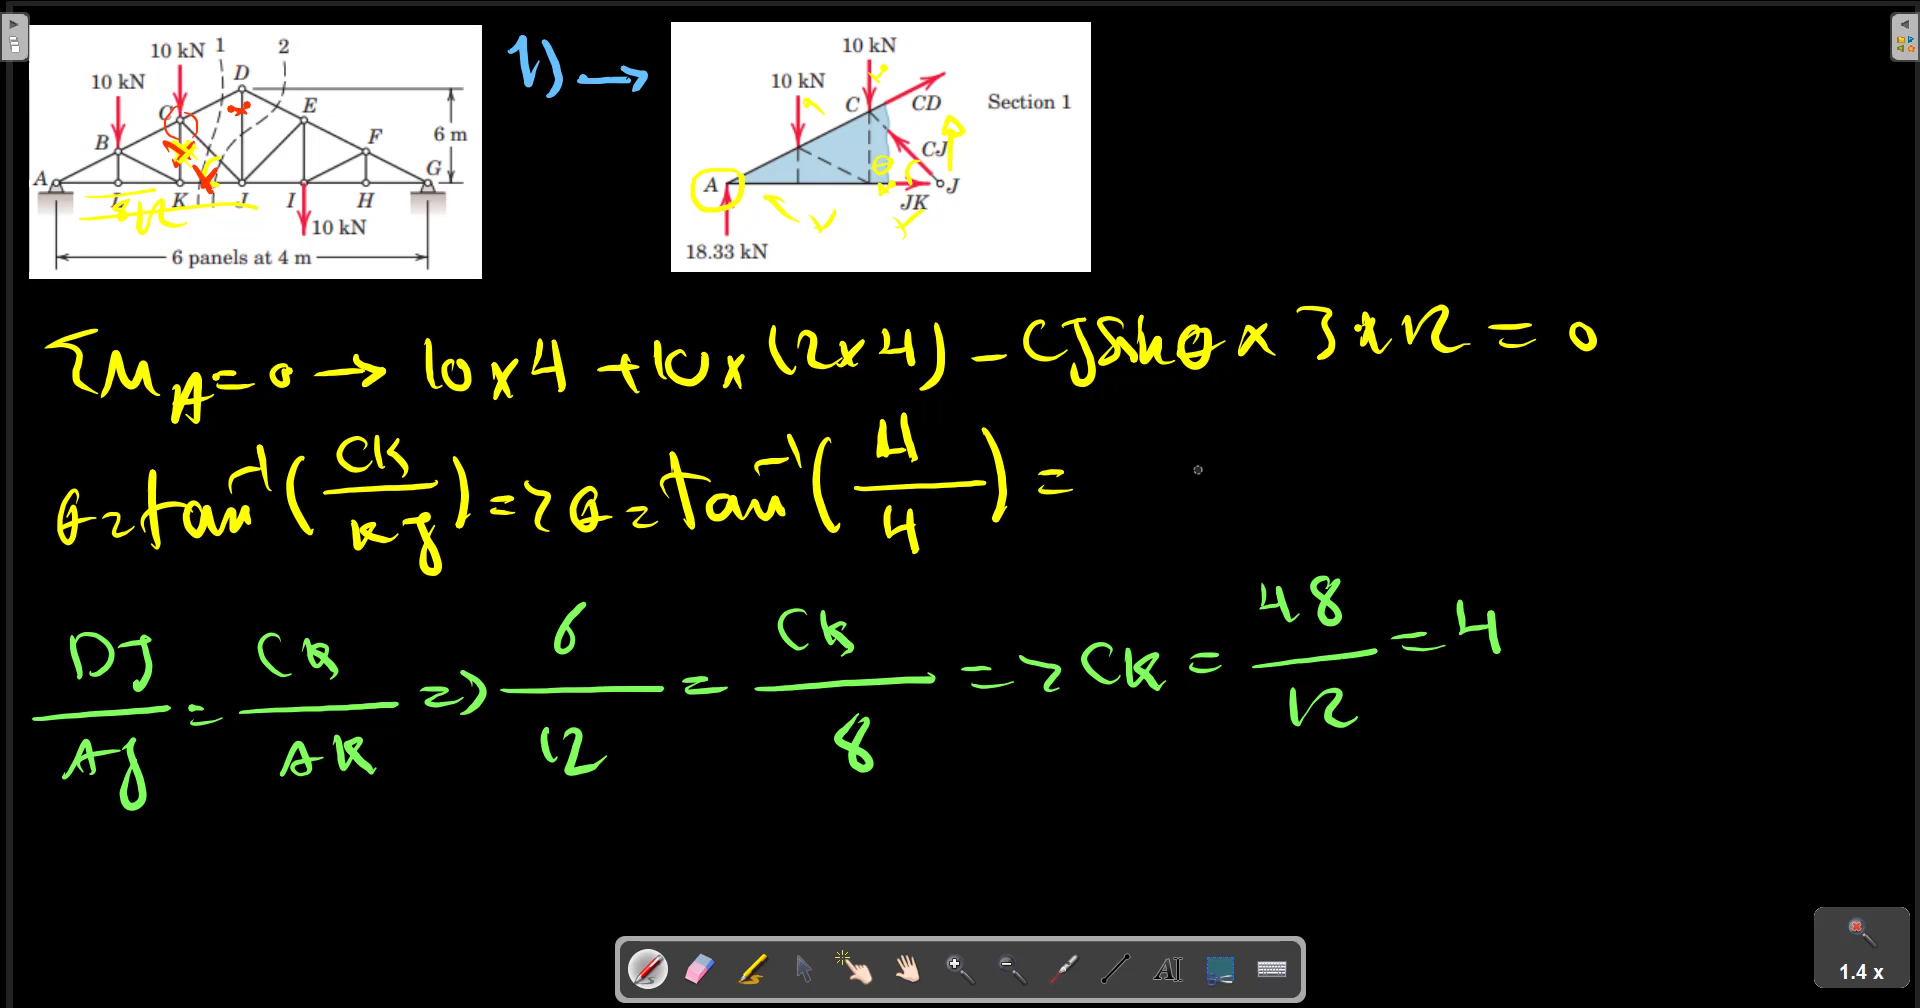 10 kN 1 2
D
10 kN
C E
B F 6 m
A G
L K J I H
10 kN
6 panels at 4 m
1) →
10 kN
10 kN C CD Section 1
CJ
θ
A J
JK
18.33 kN
ΣM_A = 0 → 10×4 + 10×(2×4) − CJ sin θ × 12 = 0
θ = tan⁻¹(CK/KJ) => θ = tan⁻¹(4/4) =
DJ/AJ = CK/AK => 6/12 = CK/8 => CK = 48/12 = 4
1.4 x